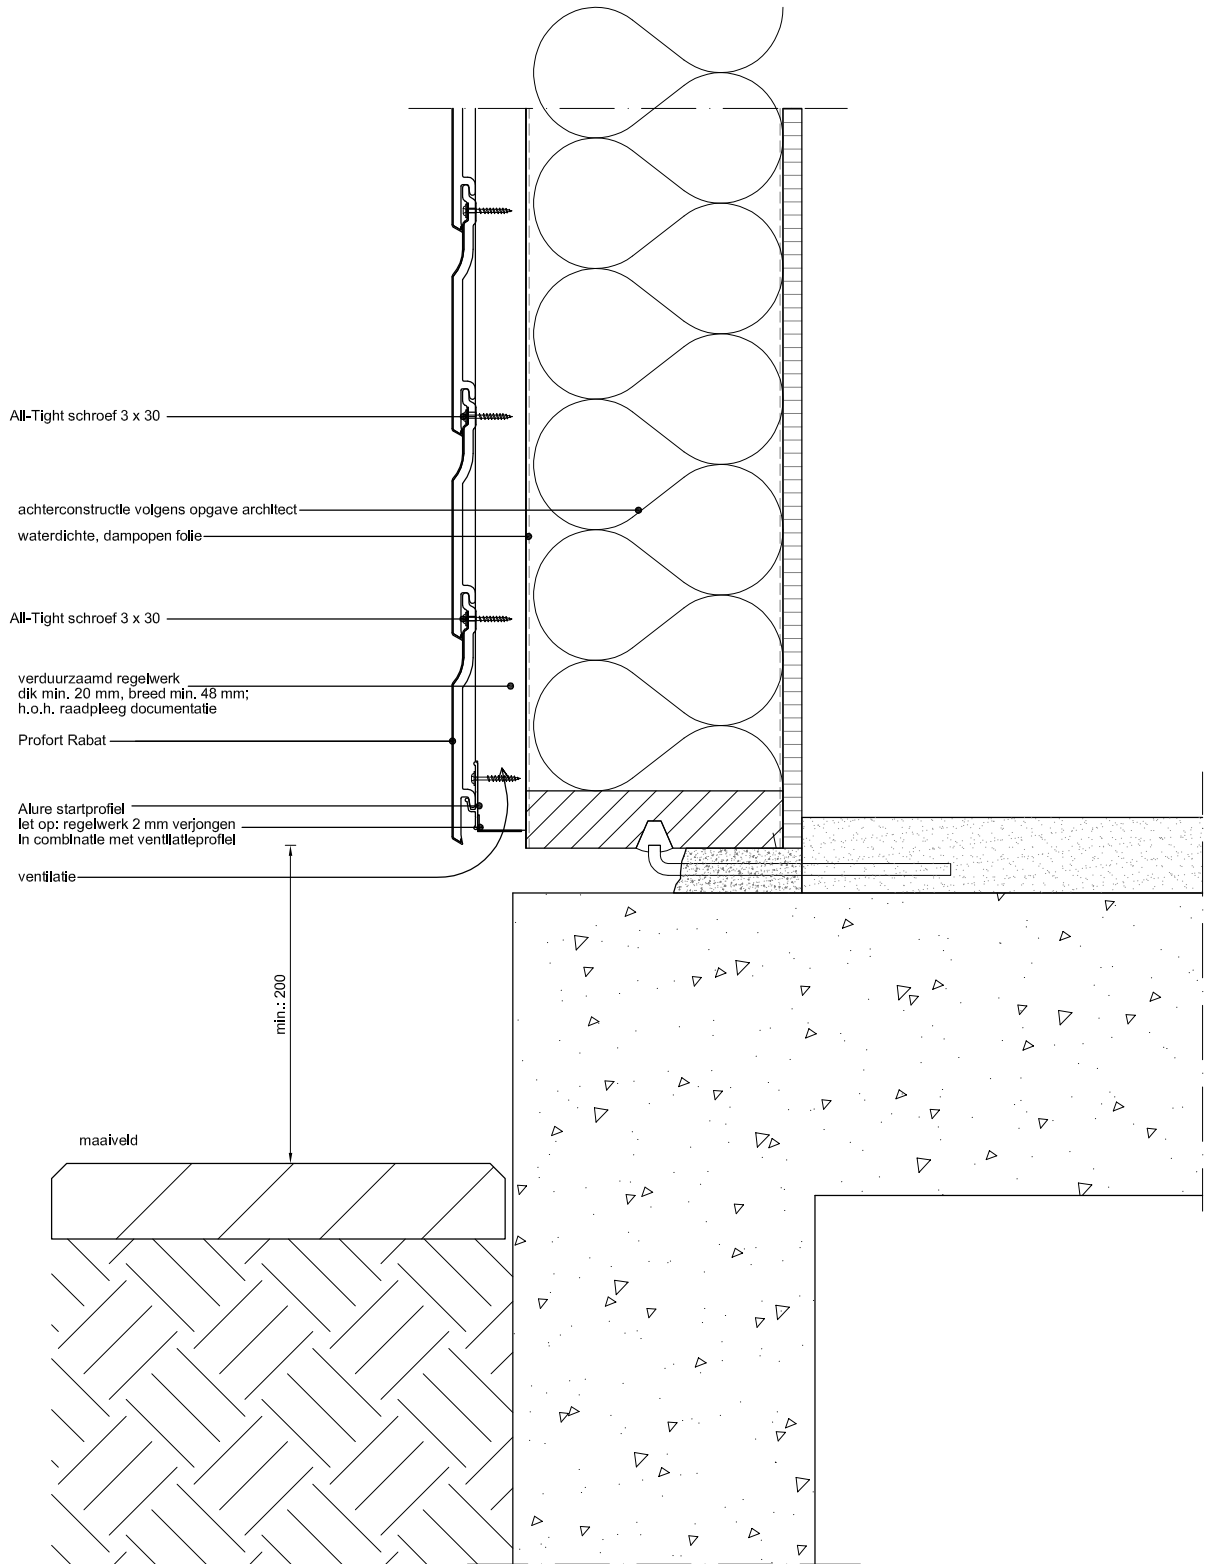 All-Tight schroef 3 x 30
achterconstructie volgens opgave architect
waterdichte, dampopen folie
All-Tight schroef 3 x 30
verduurzaamd regelwerk
dik min. 20 mm, breed min. 48 mm;
h.o.h. raadpleeg documentatie
Profort Rabat
Alure startprofiel
let op: regelwerk 2 mm verjongen
in combinatie met ventilatieprofiel
ventilatie
min.: 200
maaiveld